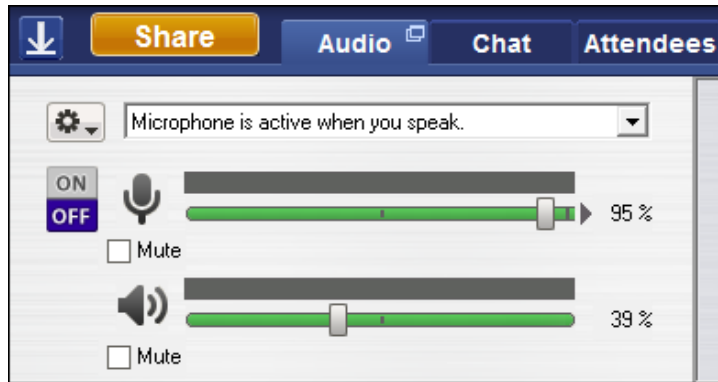 Share Audio Chat Attendees
Microphone is active when you speak.
ON
OFF
95 %
Mute
39 %
Mute